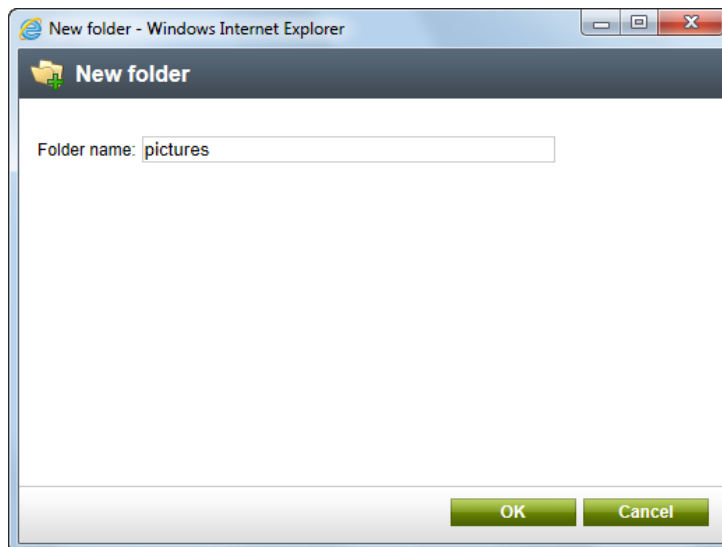 New folder - Windows Internet Explorer
New folder
Folder name: pictures
OK Cancel